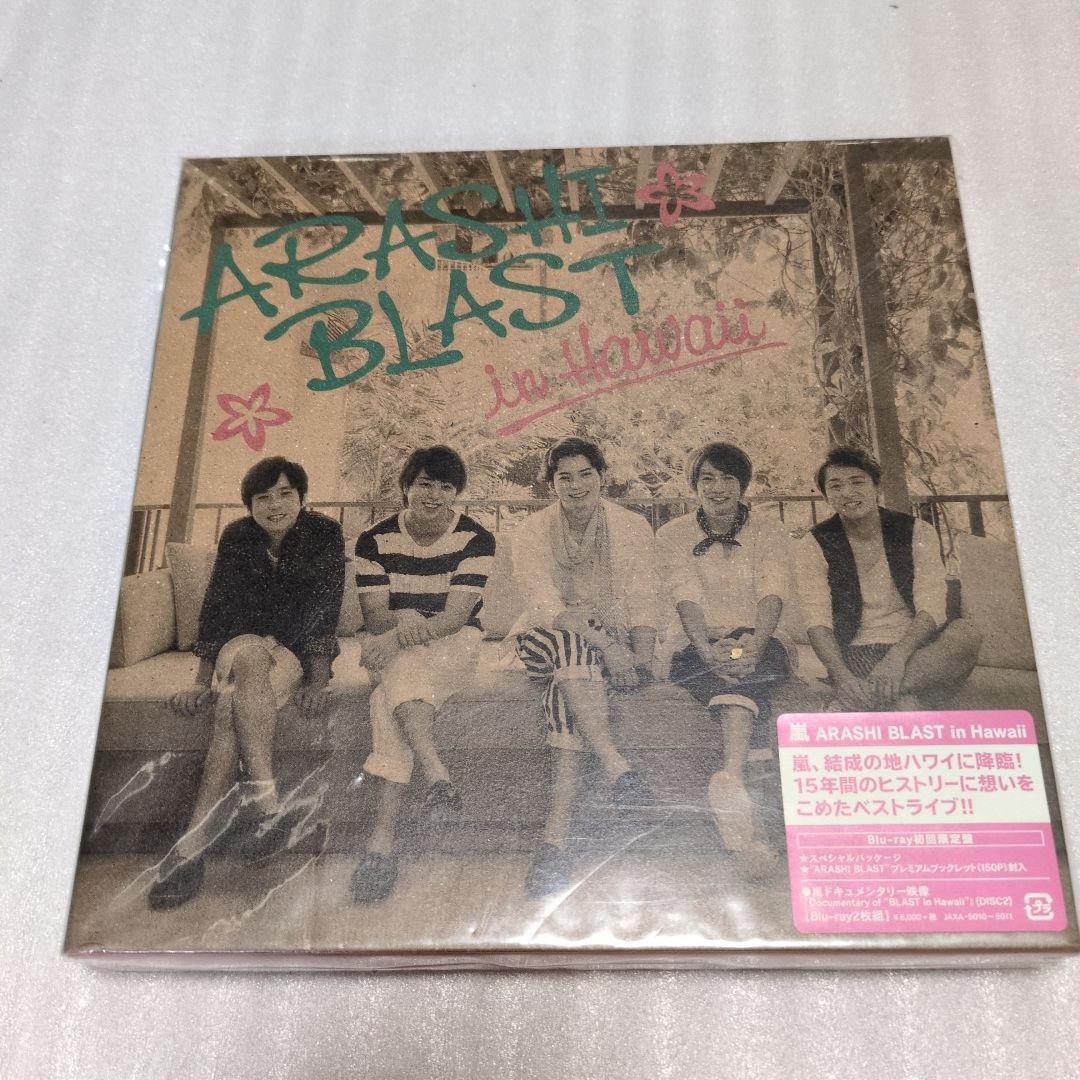 ARASHI
BLAST
in Hawaii
嵐 ARASHI BLAST in Hawaii
嵐、結成の地ハワイに降臨!
15年間のヒストリーに想いを
こめたベストライブ!!
Blu-ray初回限定盤
★スペシャルパッケージ
★"ARASHI BLAST"プレミアムブックレット(150P)封入
●嵐ドキュメンタリー映像
『Documentary of "BLAST in Hawaii"』(DISC2)
【Blu-ray2枚組】 ¥6,000+税 JAXA-5010~5011
プラ